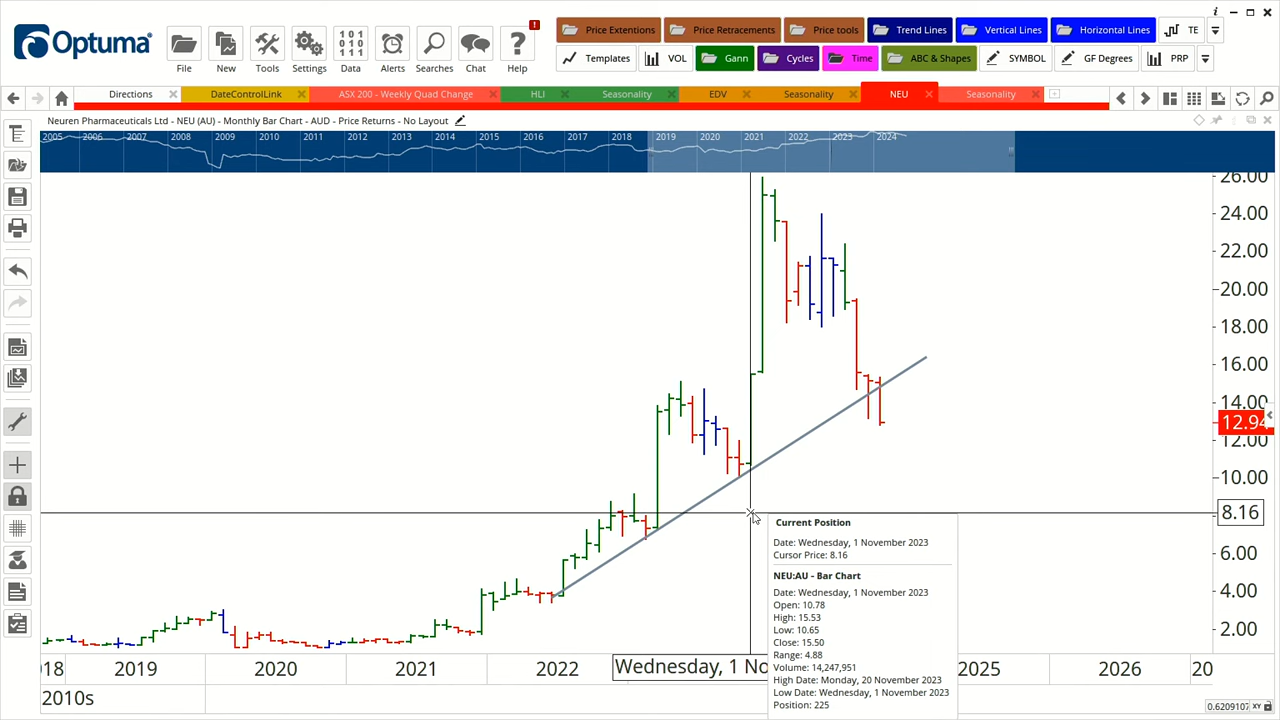 Optuma
File
New
Tools
Settings
Data
Alerts
Searches
Chat
Help
Price Extentions
Price Retracements
Price tools
Trend Lines
Vertical Lines
Horizontal Lines
TE
Templates
VOL
Gann
Cycles
Time
ABC & Shapes
SYMBOL
GF Degrees
PRP
Directions
DateControlLink
ASX 200 - Weekly Quad Change
HLI
Seasonality
EDV
Seasonality
NEU
Seasonality
Neuren Pharmaceuticals Ltd - NEU (AU) - Monthly Bar Chart - AUD - Price Returns - No Layout
2005 2006 2007 2008 2009 2010 2011 2012 2013 2014 2015 2016 2017 2018 2019 2020 2021 2022 2023 2024
26.00
24.00
22.00
20.00
18.00
16.00
14.00
12.94
12.00
10.00
8.16
6.00
4.00
2.00
Current Position
Date: Wednesday, 1 November 2023
Cursor Price: 8.16
NEU:AU - Bar Chart
Date: Wednesday, 1 November 2023
Open: 10.78
High: 15.53
Low: 10.65
Close: 15.50
Range: 4.88
Volume: 14,247,951
High Date: Monday, 20 November 2023
Low Date: Wednesday, 1 November 2023
Position: 225
18 2019 2020 2021 2022 Wednesday, 1 No 2025 2026 20
2010s
0.6209107 XY